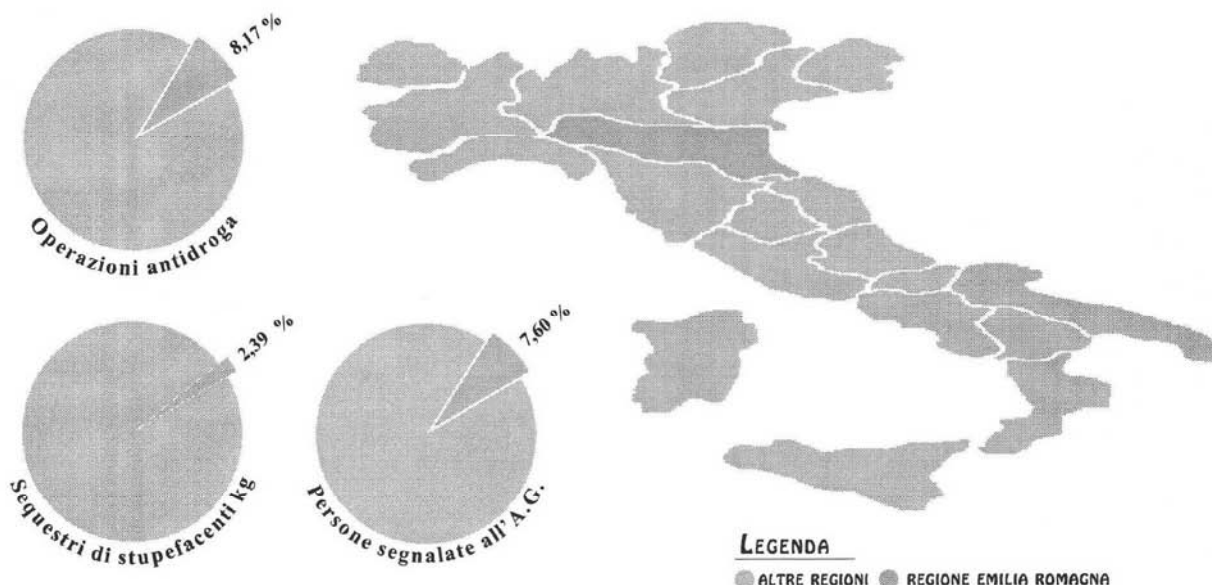 8,17 %
Operazioni antidroga
2,39 %
Sequestri di stupefacenti kg
7,60 %
Persone segnalate all'A.G.
LEGENDA
ALTRE REGIONI REGIONE EMILIA ROMAGNA